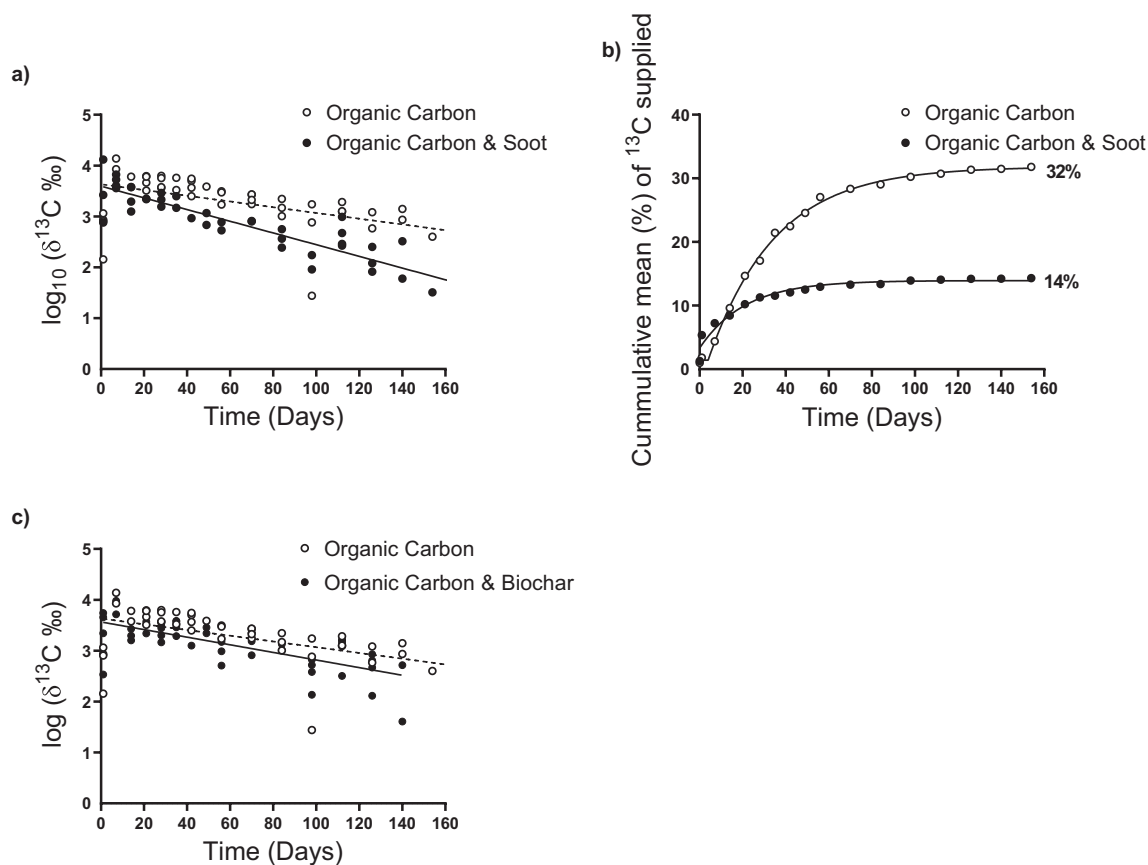 a)
Organic Carbon
Organic Carbon & Soot
log10 (δ13C ‰)
5
4
3
2
1
0
0 20 40 60 80 100 120 140 160
Time (Days)
b)
Organic Carbon
Organic Carbon & Soot
Cummulative mean (%) of 13C supplied
40
30
20
10
0
32%
14%
0 20 40 60 80 100 120 140 160
Time (Days)
c)
Organic Carbon
Organic Carbon & Biochar
log (δ13C ‰)
5
4
3
2
1
0
0 20 40 60 80 100 120 140 160
Time (Days)